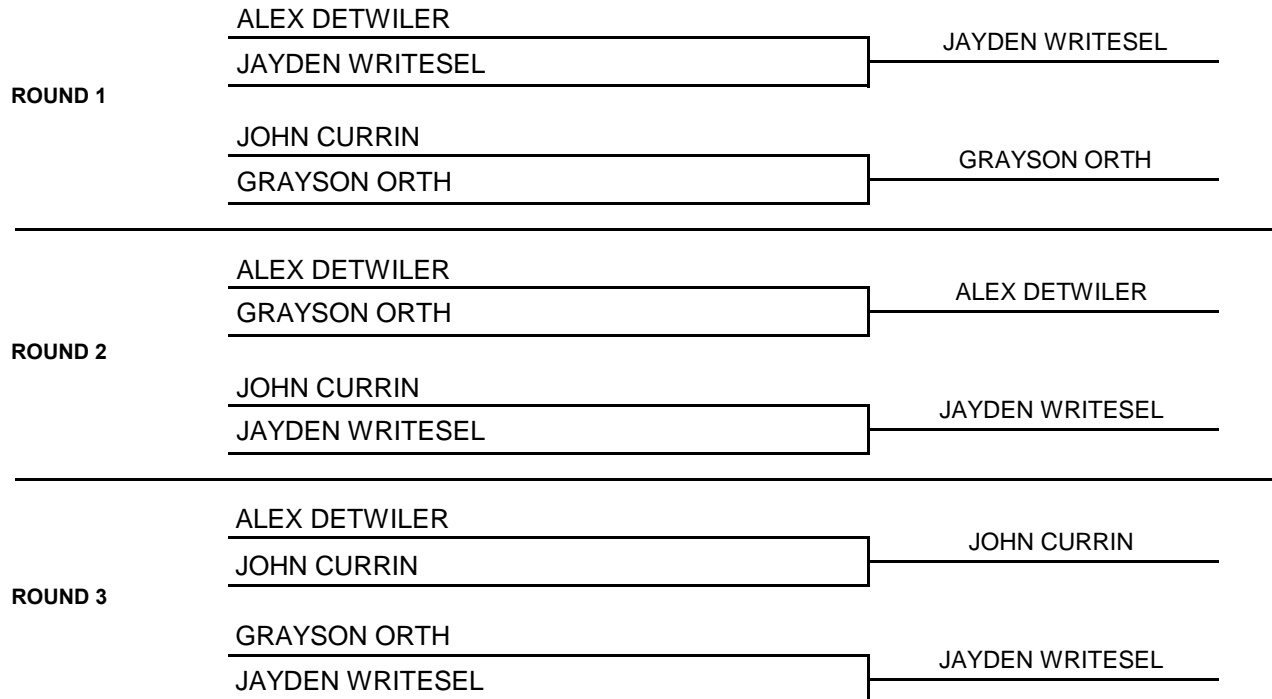 ALEX DETWILER
JAYDEN WRITESEL
JAYDEN WRITESEL
ROUND 1
JOHN CURRIN
GRAYSON ORTH
GRAYSON ORTH
ALEX DETWILER
ALEX DETWILER
GRAYSON ORTH
ROUND 2
JOHN CURRIN
JAYDEN WRITESEL
JAYDEN WRITESEL
ALEX DETWILER
JOHN CURRIN
JOHN CURRIN
ROUND 3
GRAYSON ORTH
JAYDEN WRITESEL
JAYDEN WRITESEL